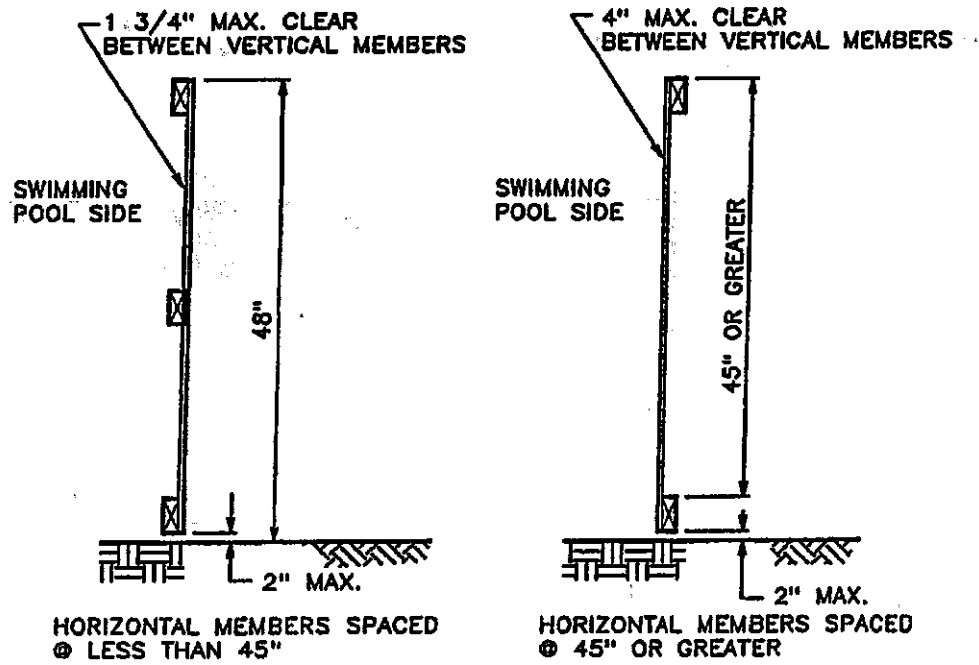 1 3/4" MAX. CLEAR
BETWEEN VERTICAL MEMBERS
SWIMMING
POOL SIDE
48"
2" MAX.
HORIZONTAL MEMBERS SPACED
@ LESS THAN 45"
4" MAX. CLEAR
BETWEEN VERTICAL MEMBERS
SWIMMING
POOL SIDE
45" OR GREATER
2" MAX.
HORIZONTAL MEMBERS SPACED
@ 45" OR GREATER